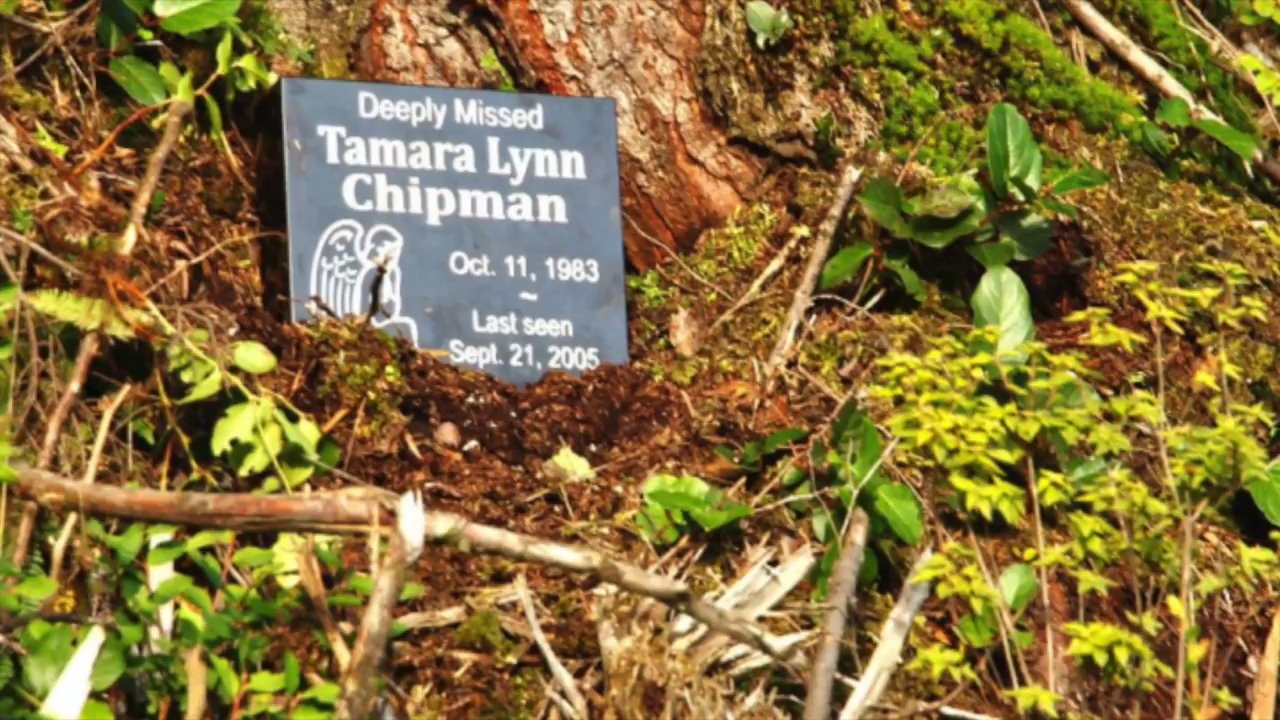 Deeply Missed
Tamara Lynn
Chipman
Oct. 11, 1983
~
Last seen
Sept. 21, 2005